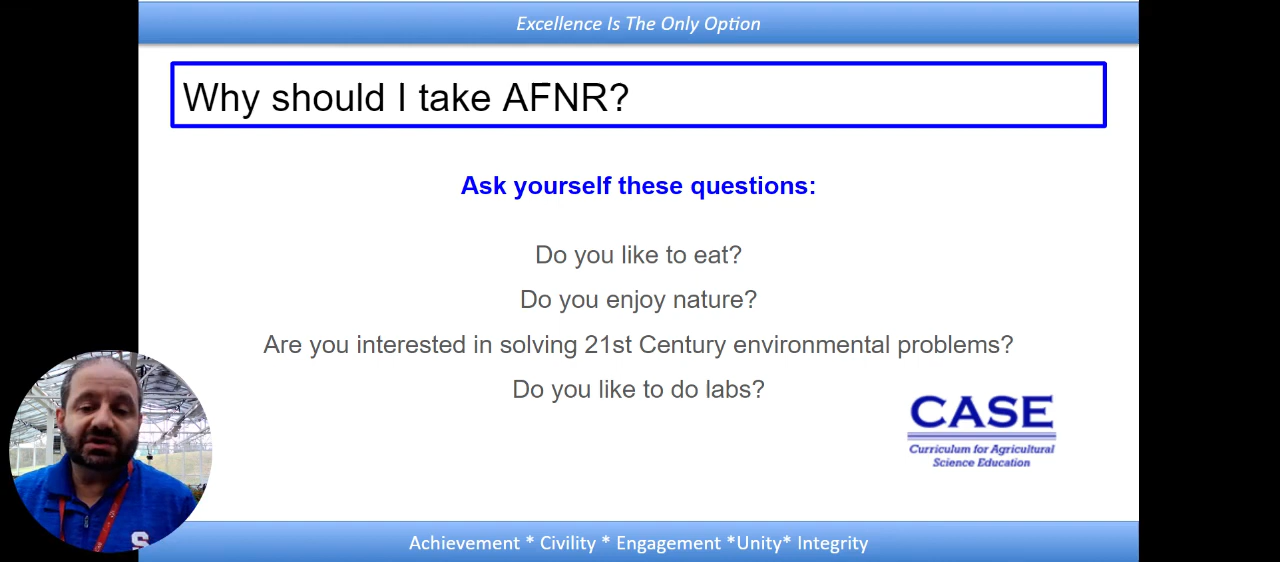 Excellence Is The Only Option
Why should I take AFNR?
Ask yourself these questions:
Do you like to eat?
Do you enjoy nature?
Are you interested in solving 21st Century environmental problems?
Do you like to do labs?
CASE
Curriculum for Agricultural
Science Education
S
Achievement * Civility * Engagement *Unity* Integrity